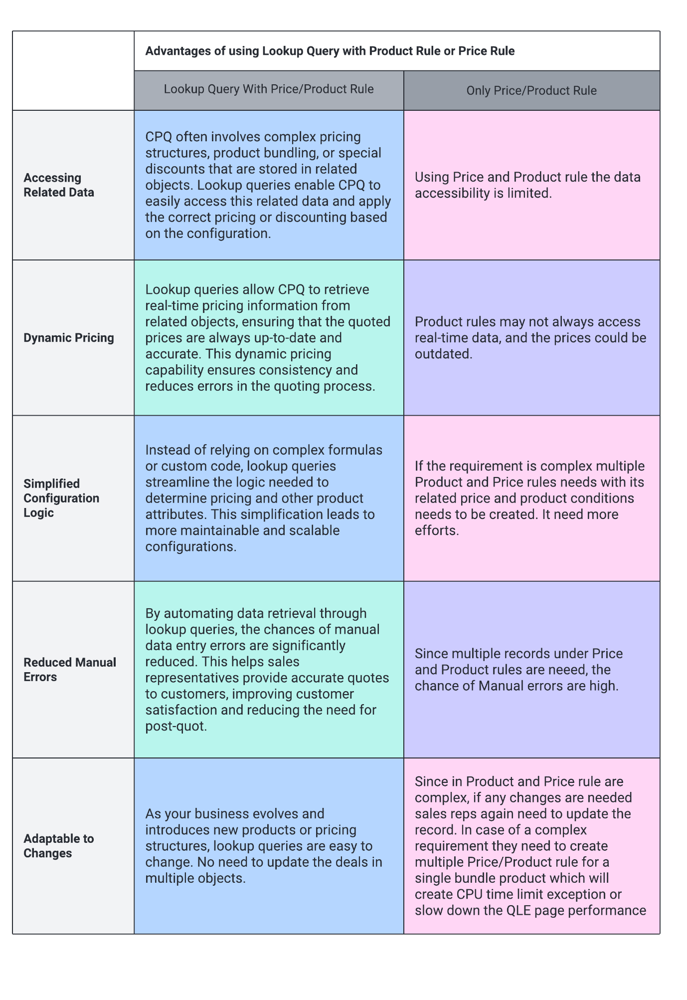 Advantages of using Lookup Query with Product Rule or Price Rule
Lookup Query With Price/Product Rule
Only Price/Product Rule
Accessing
Related Data
CPQ often involves complex pricing
structures, product bundling, or special
discounts that are stored in related
objects. Lookup queries enable CPQ to
easily access this related data and apply
the correct pricing or discounting based
on the configuration.
Using Price and Product rule the data
accessibility is limited.
Dynamic Pricing
Lookup queries allow CPQ to retrieve
real-time pricing information from
related objects, ensuring that the quoted
prices are always up-to-date and
accurate. This dynamic pricing
capability ensures consistency and
reduces errors in the quoting process.
Product rules may not always access
real-time data, and the prices could be
outdated.
Simplified
Configuration
Logic
Instead of relying on complex formulas
or custom code, lookup queries
streamline the logic needed to
determine pricing and other product
attributes. This simplification leads to
more maintainable and scalable
configurations.
If the requirement is complex multiple
Product and Price rules needs with its
related price and product conditions
needs to be created. It need more
efforts.
Reduced Manual
Errors
By automating data retrieval through
lookup queries, the chances of manual
data entry errors are significantly
reduced. This helps sales
representatives provide accurate quotes
to customers, improving customer
satisfaction and reducing the need for
post-quot.
Since multiple records under Price
and Product rules are neeed, the
chance of Manual errors are high.
Adaptable to
Changes
As your business evolves and
introduces new products or pricing
structures, lookup queries are easy to
change. No need to update the deals in
multiple objects.
Since in Product and Price rule are
complex, if any changes are needed
sales reps again need to update the
record. In case of a complex
requirement they need to create
multiple Price/Product rule for a
single bundle product which will
create CPU time limit exception or
slow down the QLE page performance